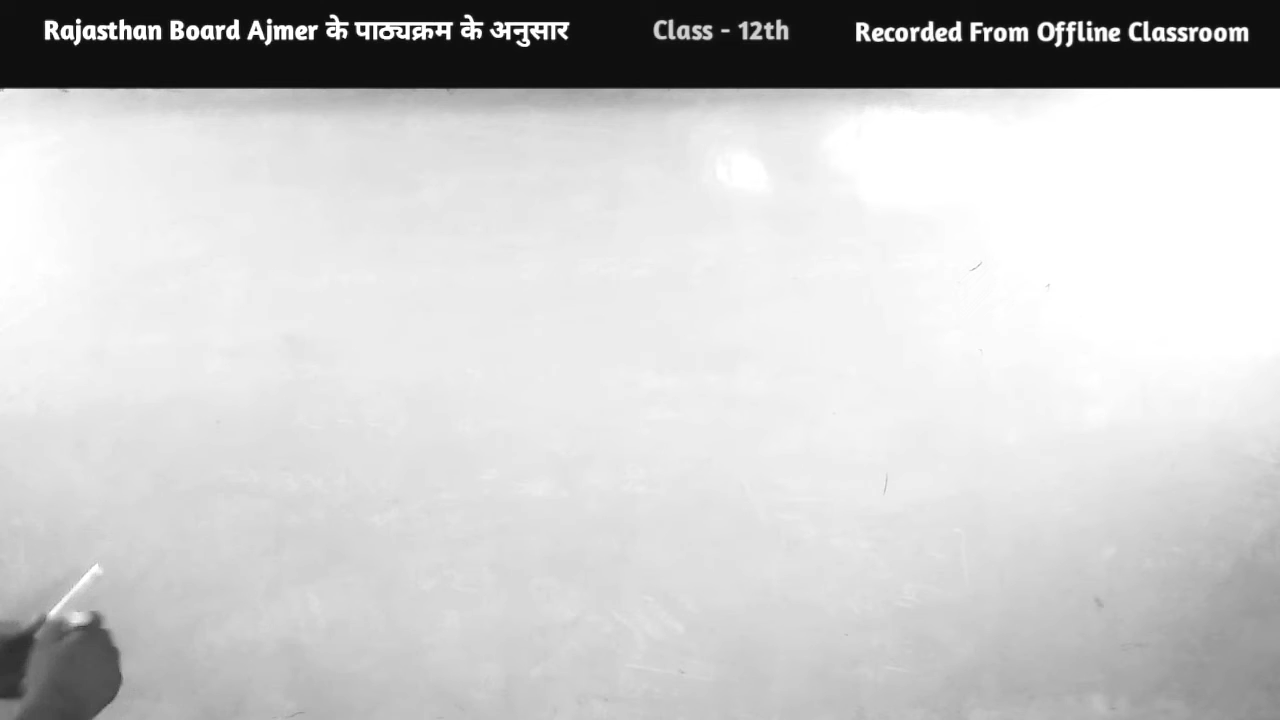 Rajasthan Board Ajmer के पाठ्यक्रम के अनुसार Class - 12th Recorded From Offline Classroom